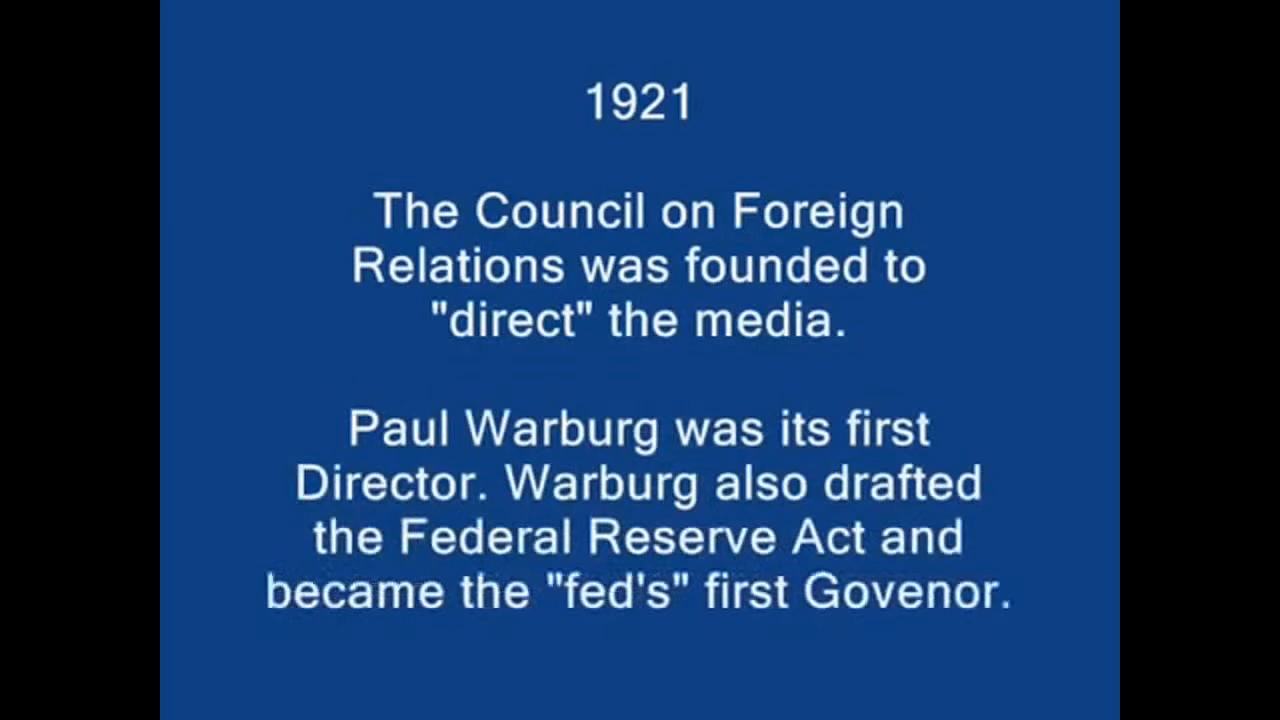 1921
The Council on Foreign
Relations was founded to
"direct" the media.
Paul Warburg was its first
Director. Warburg also drafted
the Federal Reserve Act and
became the "fed's" first Govenor.